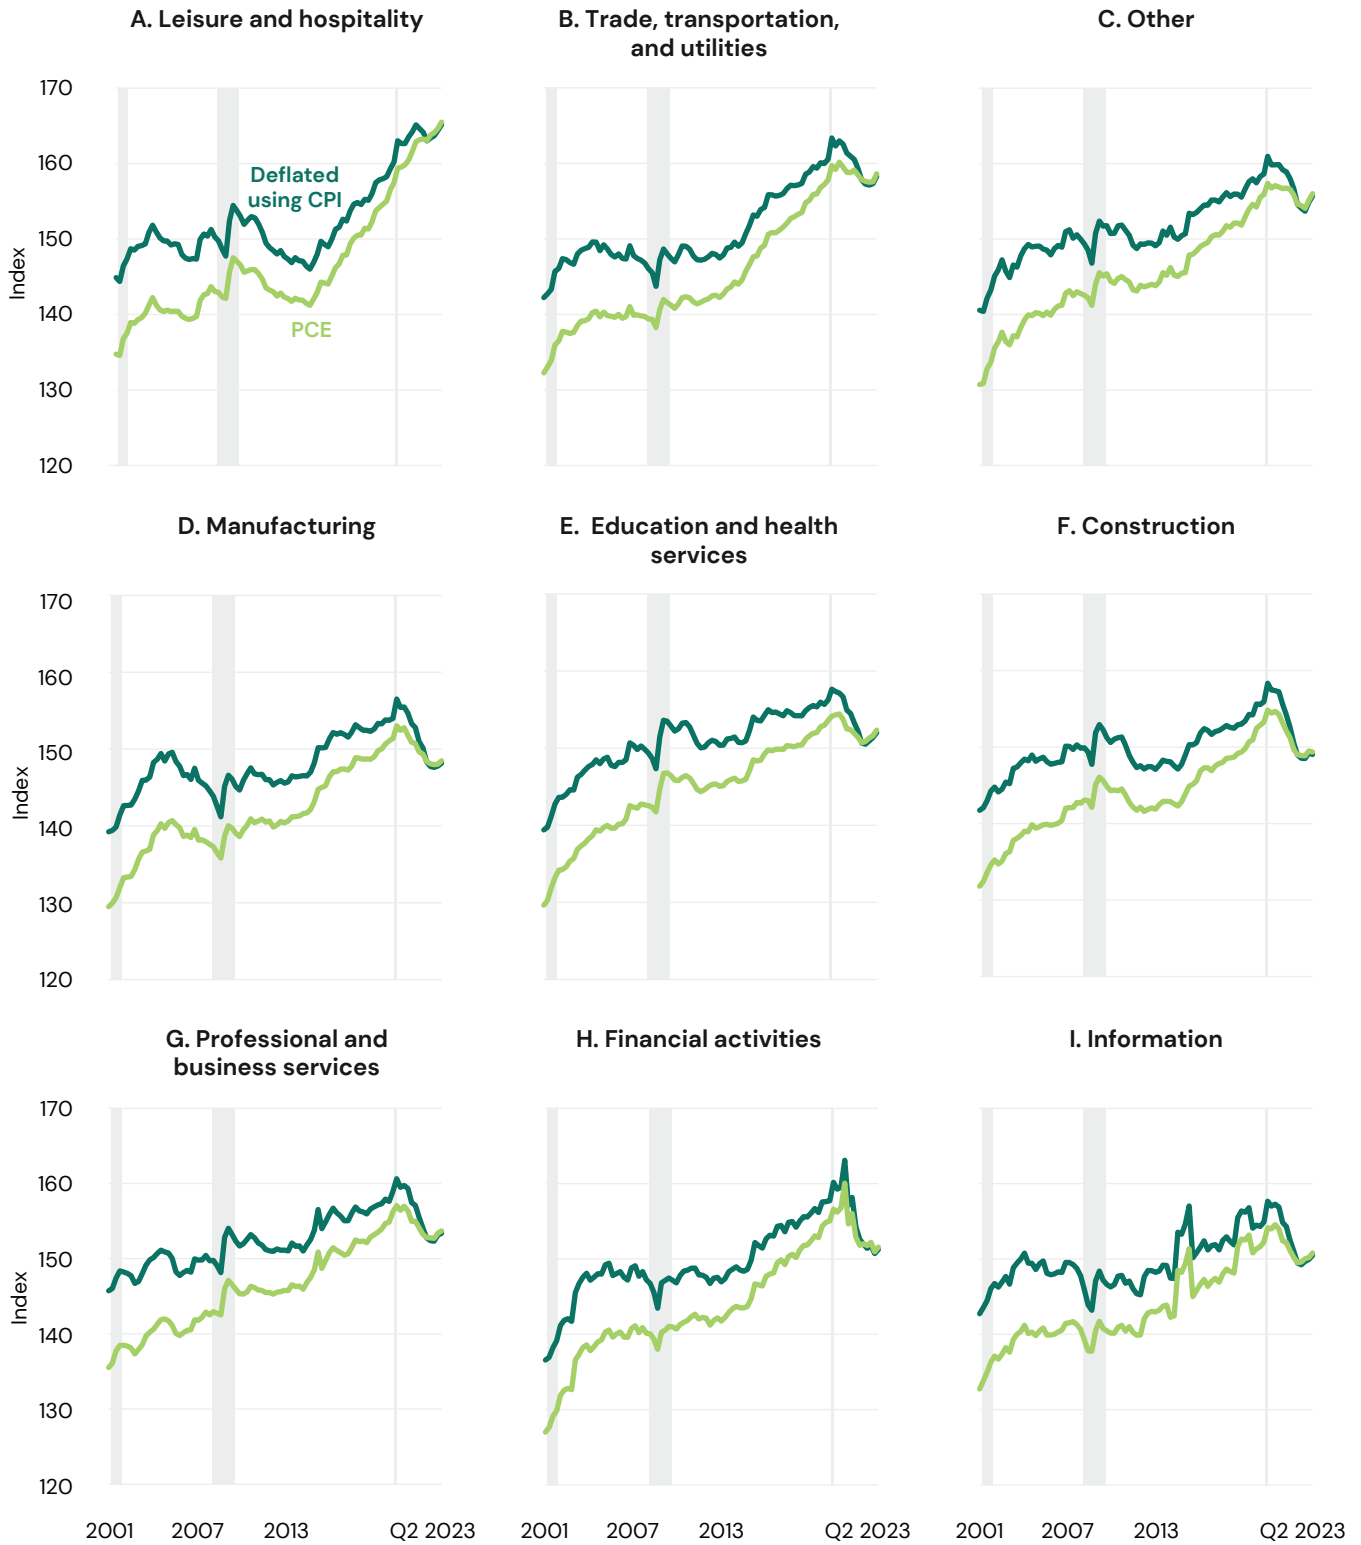 A. Leisure and hospitality
B. Trade, transportation,
and utilities
C. Other
170
160
150
140
130
120
Index
Deflated
using CPI
PCE
D. Manufacturing
E. Education and health
services
F. Construction
170
160
150
140
130
120
Index
G. Professional and
business services
H. Financial activities
I. Information
170
160
150
140
130
120
Index
2001 2007 2013 Q2 2023
2001 2007 2013 Q2 2023
2001 2007 2013 Q2 2023